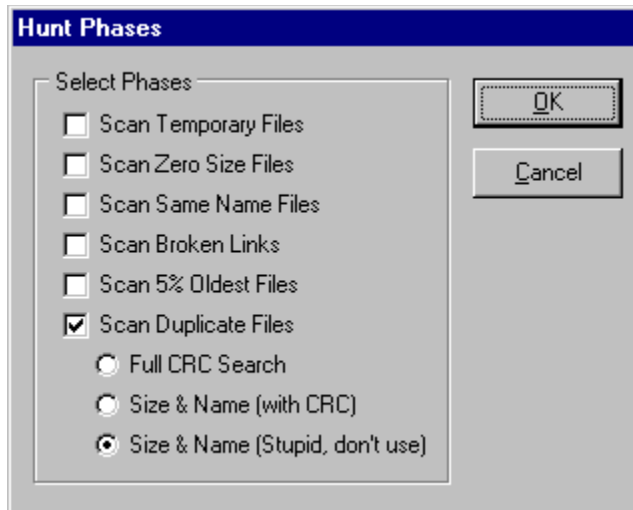 Hunt Phases
Select Phases
Scan Temporary Files
Scan Zero Size Files
Scan Same Name Files
Scan Broken Links
Scan 5% Oldest Files
Scan Duplicate Files
Full CRC Search
Size & Name (with CRC)
Size & Name (Stupid, don't use)
OK
Cancel